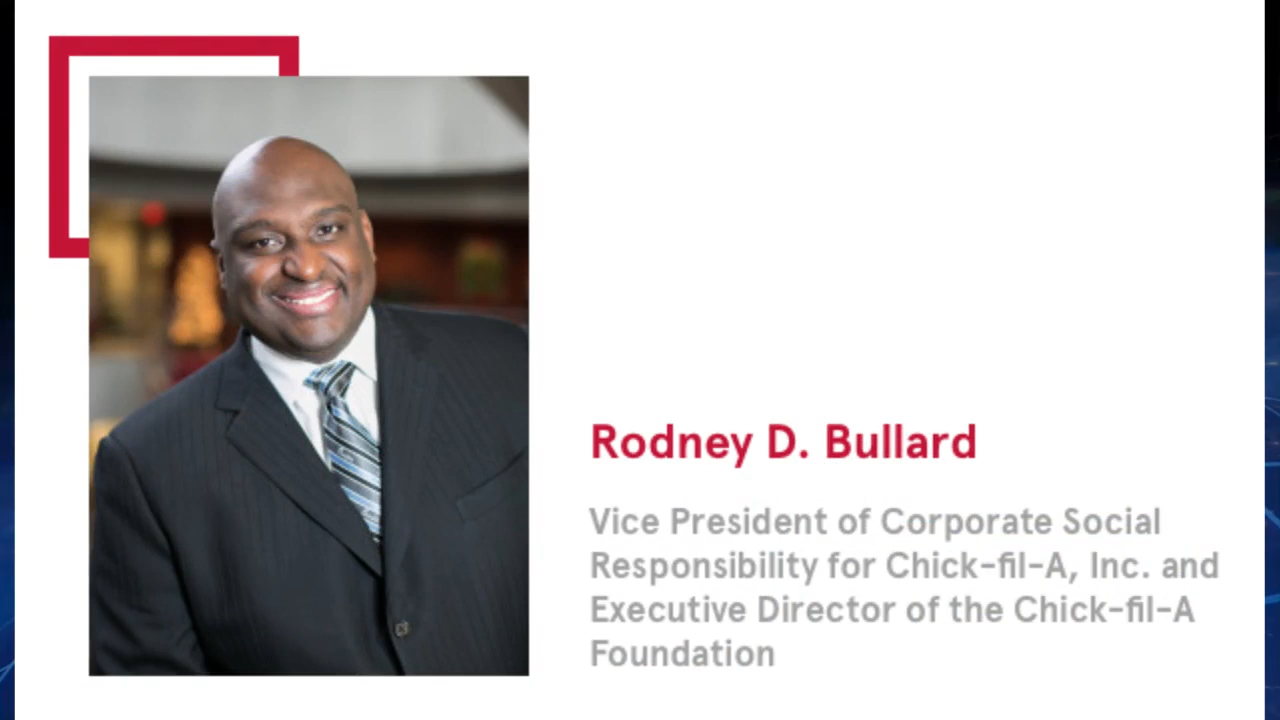 Rodney D. Bullard
Vice President of Corporate Social
Responsibility for Chick-fil-A, Inc. and
Executive Director of the Chick-fil-A
Foundation